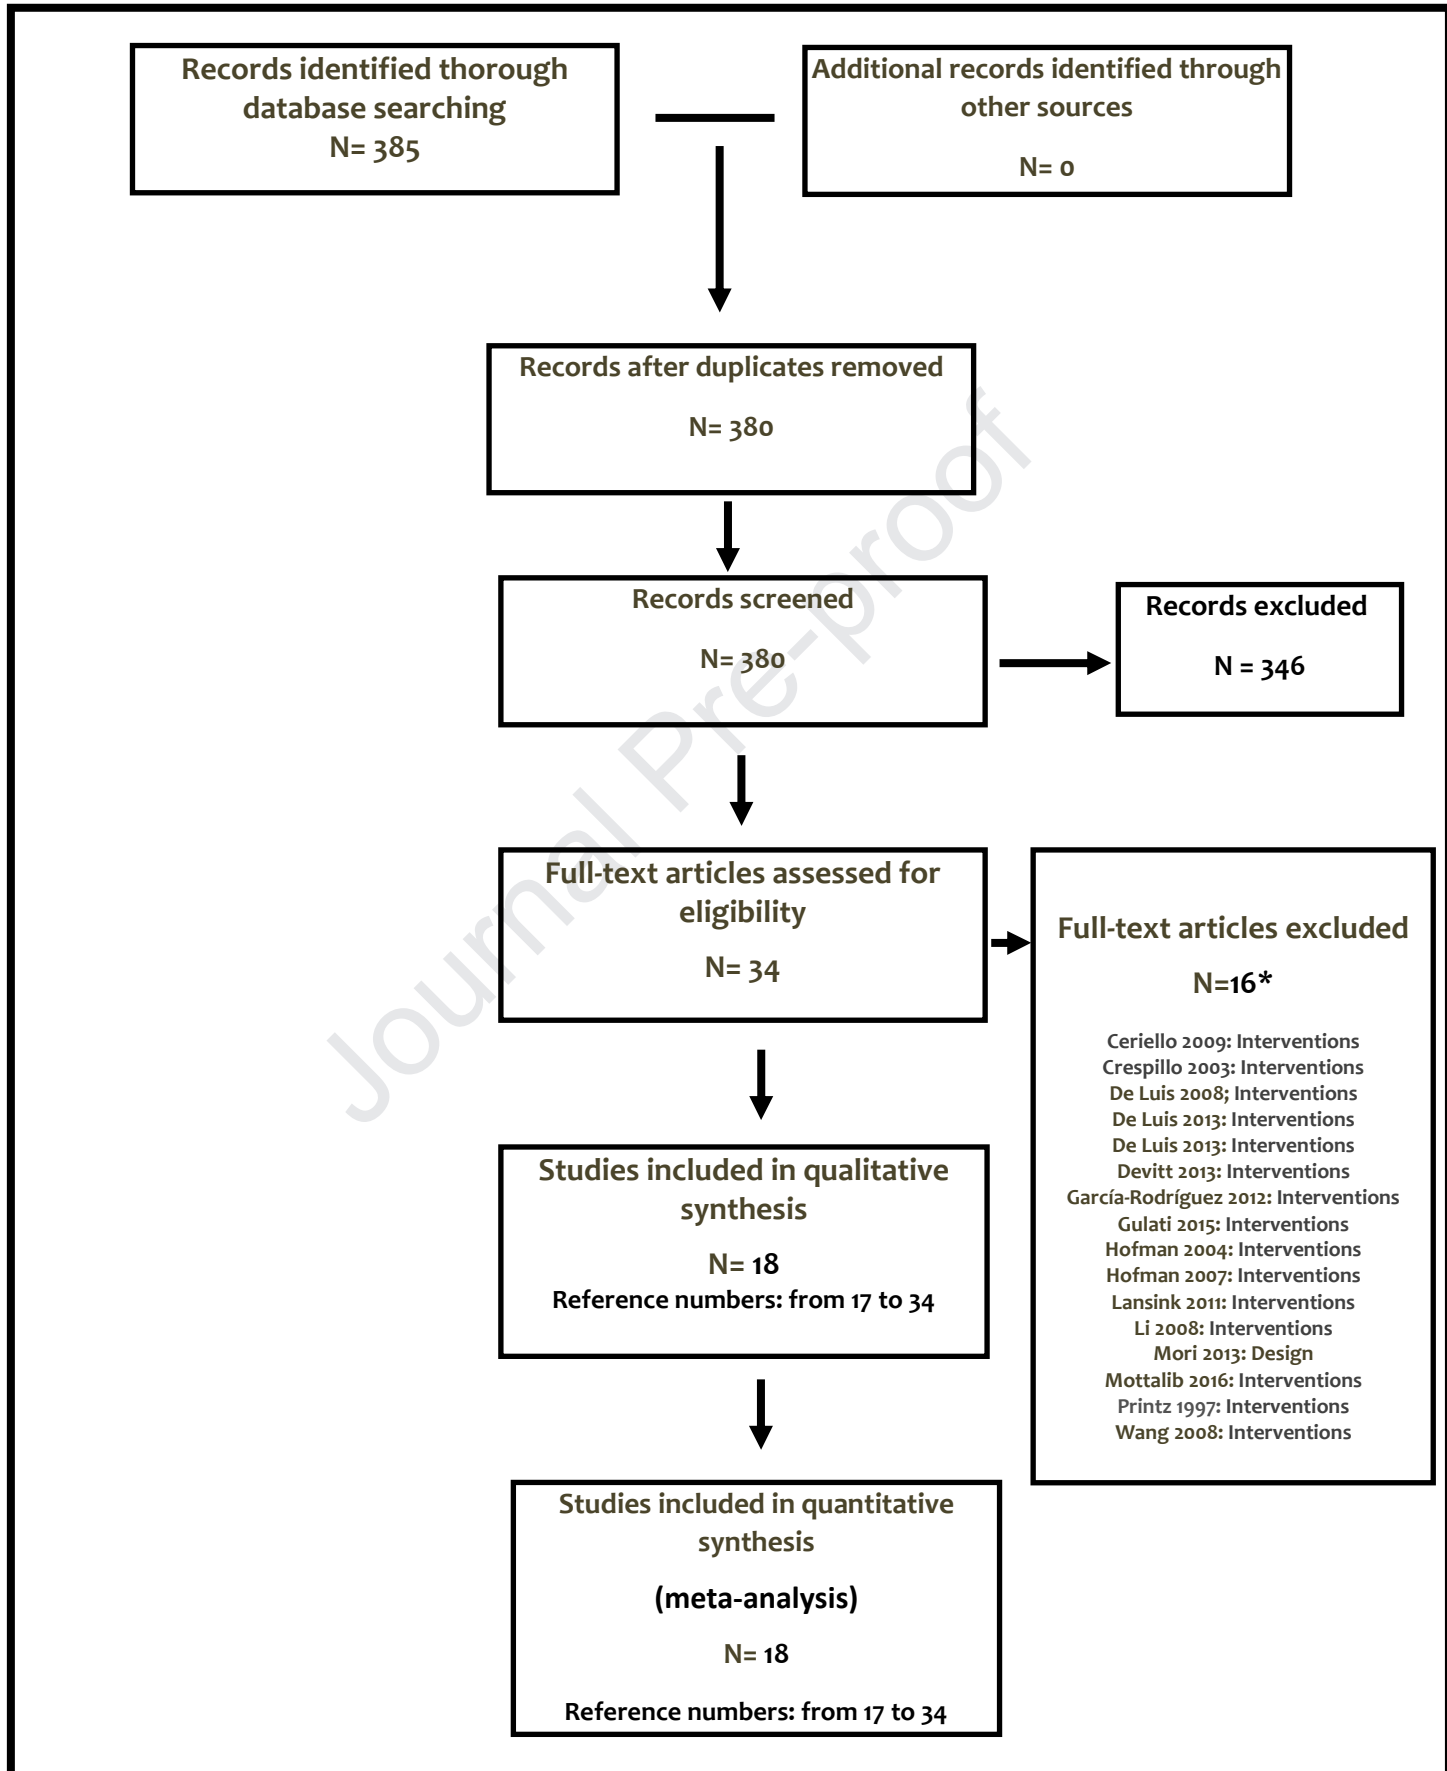 Records identified thorough
database searching
N= 385
Additional records identified through
other sources
N= 0
Records after duplicates removed
N= 380
Records screened
N= 380
Records excluded
N = 346
Full-text articles assessed for
eligibility
N= 34
Full-text articles excluded
N=16*
Ceriello 2009: Interventions
Crespillo 2003: Interventions
De Luis 2008; Interventions
De Luis 2013: Interventions
De Luis 2013: Interventions
Devitt 2013: Interventions
García-Rodríguez 2012: Interventions
Gulati 2015: Interventions
Hofman 2004: Interventions
Hofman 2007: Interventions
Lansink 2011: Interventions
Li 2008: Interventions
Mori 2013: Design
Mottalib 2016: Interventions
Printz 1997: Interventions
Wang 2008: Interventions
Studies included in qualitative
synthesis
N= 18
Reference numbers: from 17 to 34
Studies included in quantitative
synthesis
(meta-analysis)
N= 18
Reference numbers: from 17 to 34
Journal Pre-proof